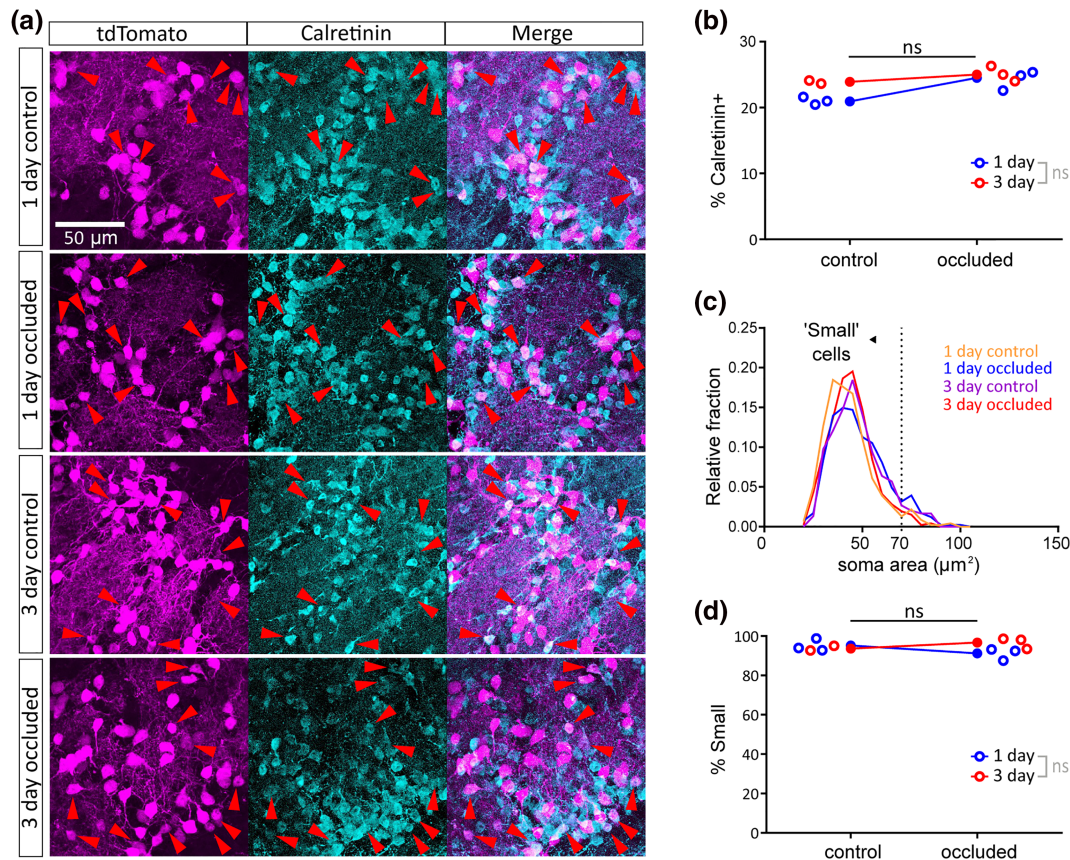 (a)
tdTomato
Calretinin
Merge
1 day control
50 µm
1 day occluded
3 day control
3 day occluded
(b)
30
20
10
0
% Calretinin+
ns
1 day
3 day
ns
control
occluded
(c)
0.25
0.20
0.15
0.10
0.05
0.00
Relative fraction
'Small'
cells
1 day control
1 day occluded
3 day control
3 day occluded
0
50
70
100
150
soma area (µm²)
(d)
100
80
60
40
20
0
% Small
ns
1 day
3 day
ns
control
occluded